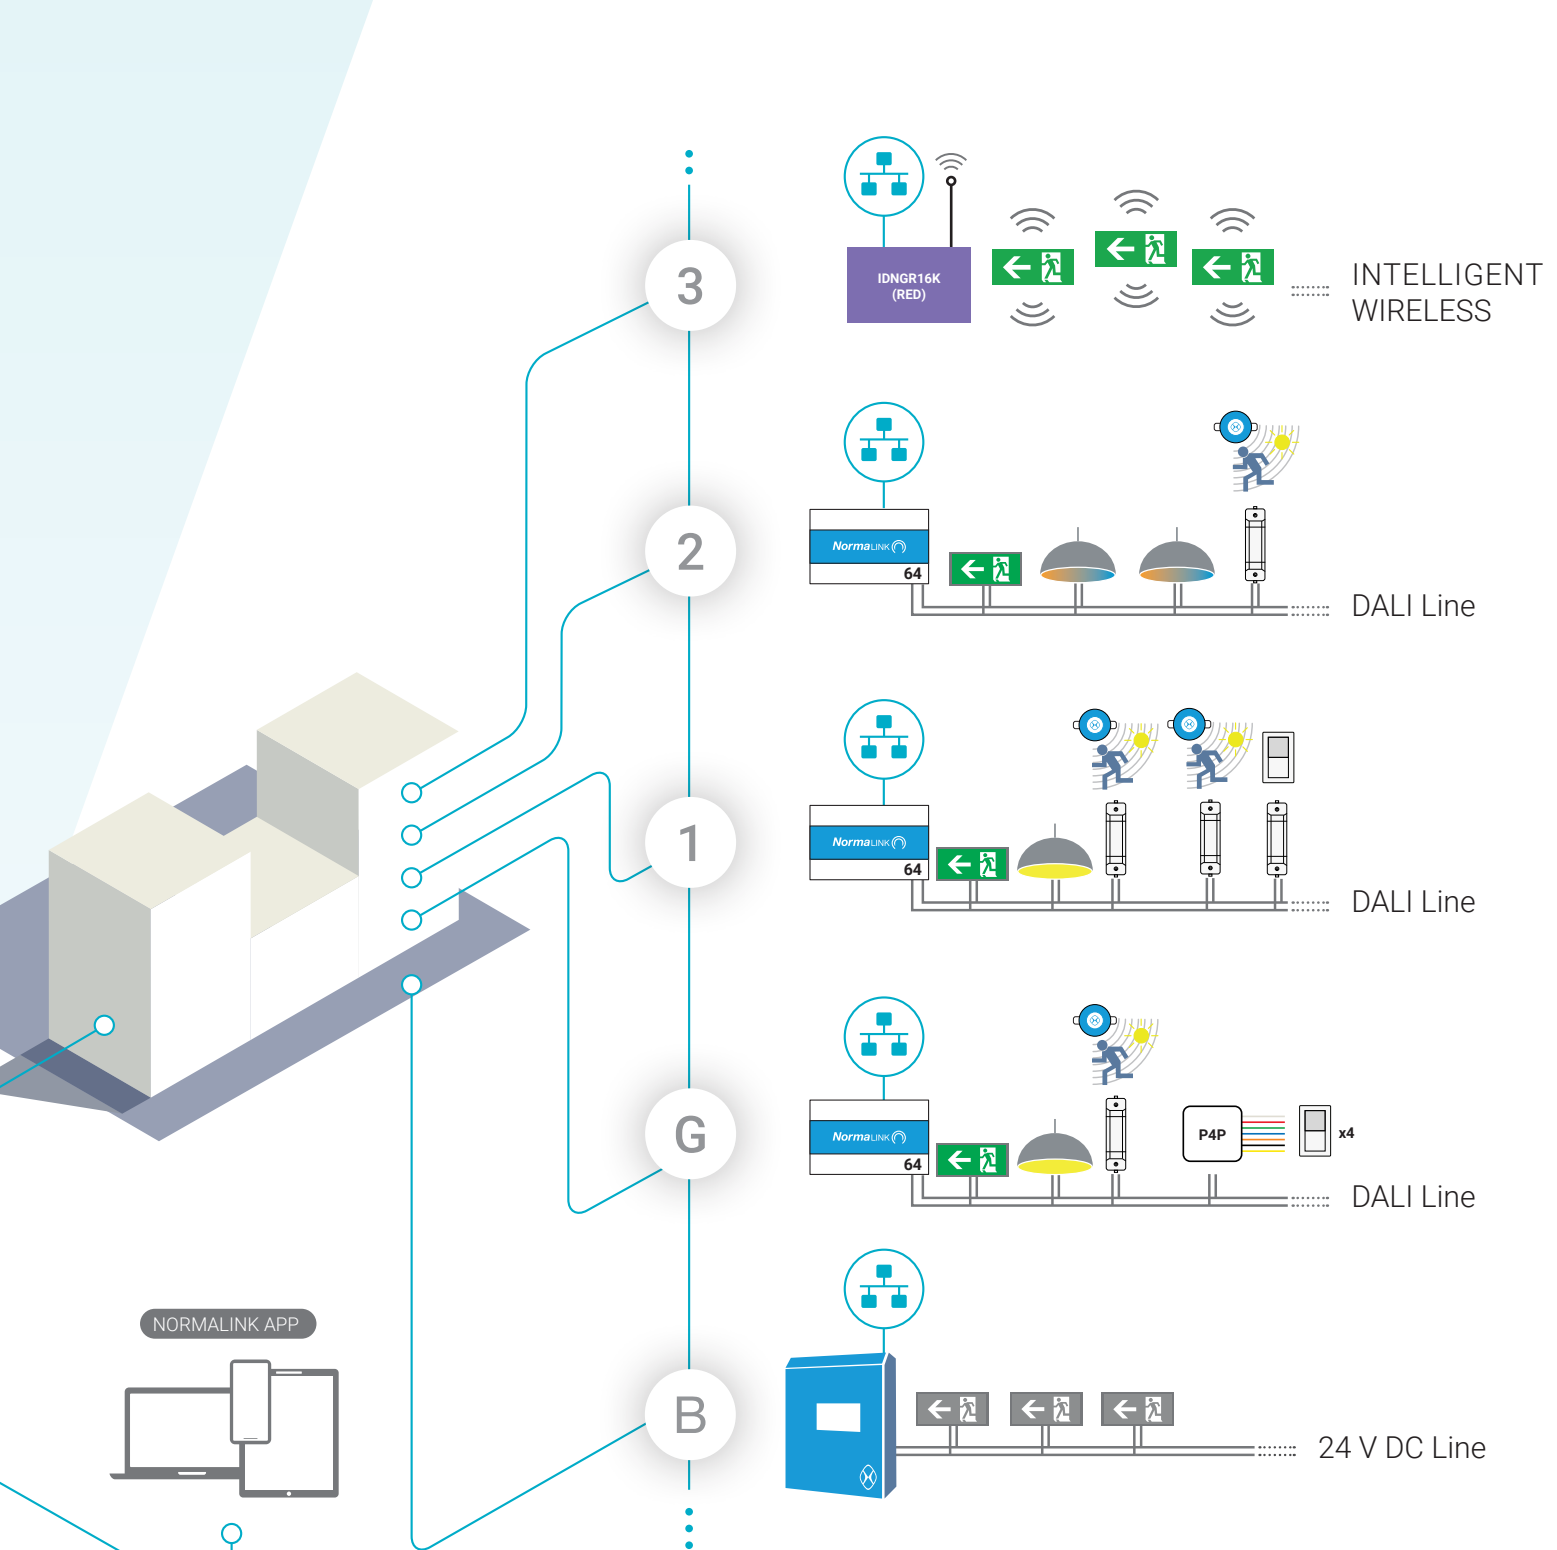 3
IDNGR16K
(RED)
INTELLIGENT
WIRELESS
2
NormaLINK
64
DALI Line
1
NormaLINK
64
DALI Line
G
NormaLINK
64
P4P
x4
DALI Line
NORMALINK APP
B
24 V DC Line